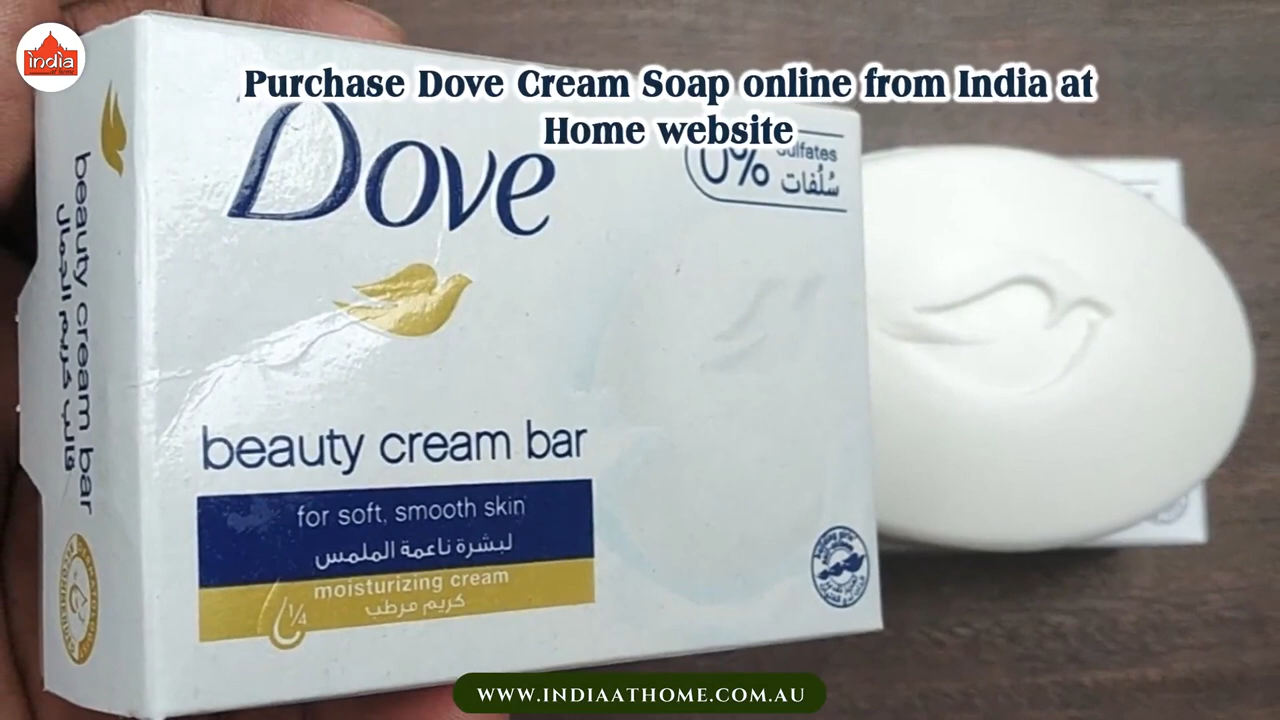 india
Purchase Dove Cream Soap online from India at
Home website
Dove
0% Sulfates
سُلفات
beauty cream bar
for soft, smooth skin
لبشرة ناعمة الملمس
moisturizing cream
كريم مرطب
1/4
beauty cream bar
قالب كريم الجمال
WWW.INDIAATHOME.COM.AU